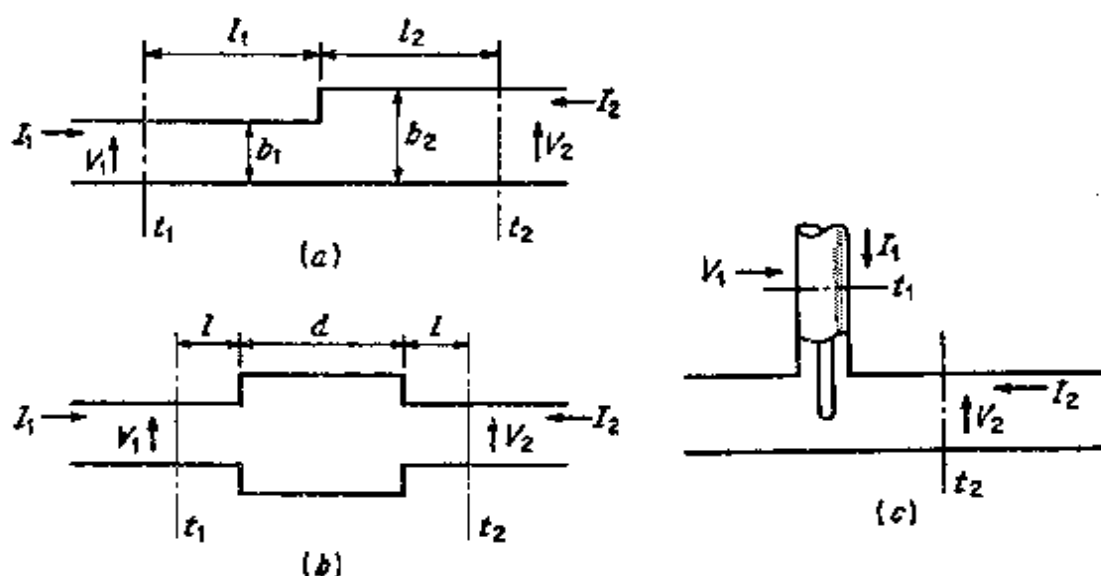 l₁ l₂
I₁ V₁ b₁ b₂ V₂ I₂
t₁ t₂
(a)
l d l
I₁ V₁ V₂ I₂
t₁ t₂
(b)
V₁ I₁ t₁
I₂ V₂
t₂
(c)